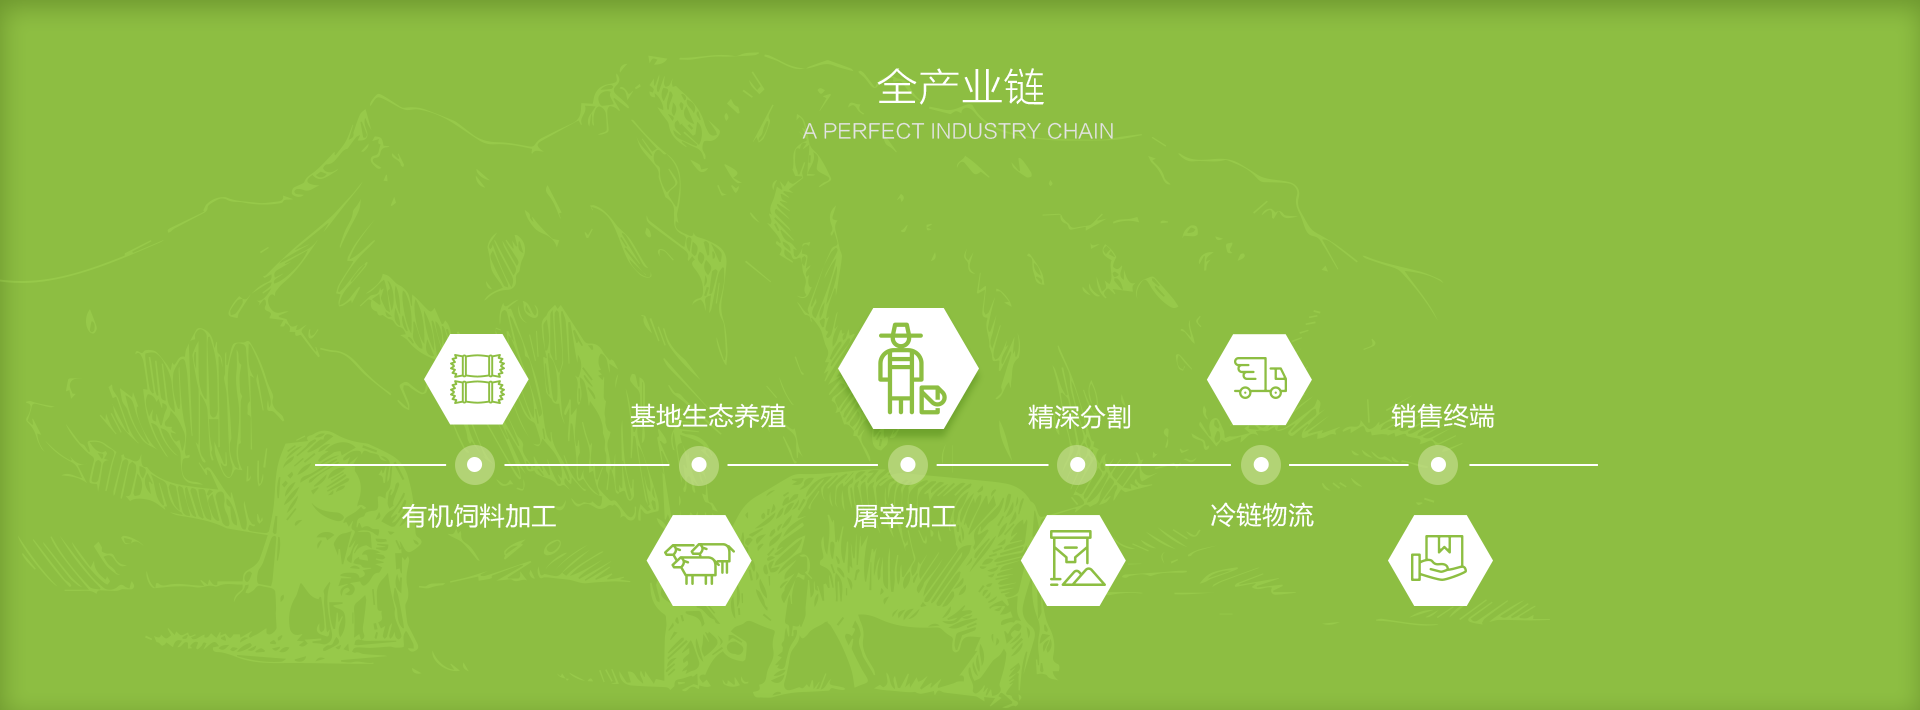 全产业链
A PERFECT INDUSTRY CHAIN
基地生态养殖
精深分割
销售终端
有机饲料加工
屠宰加工
冷链物流